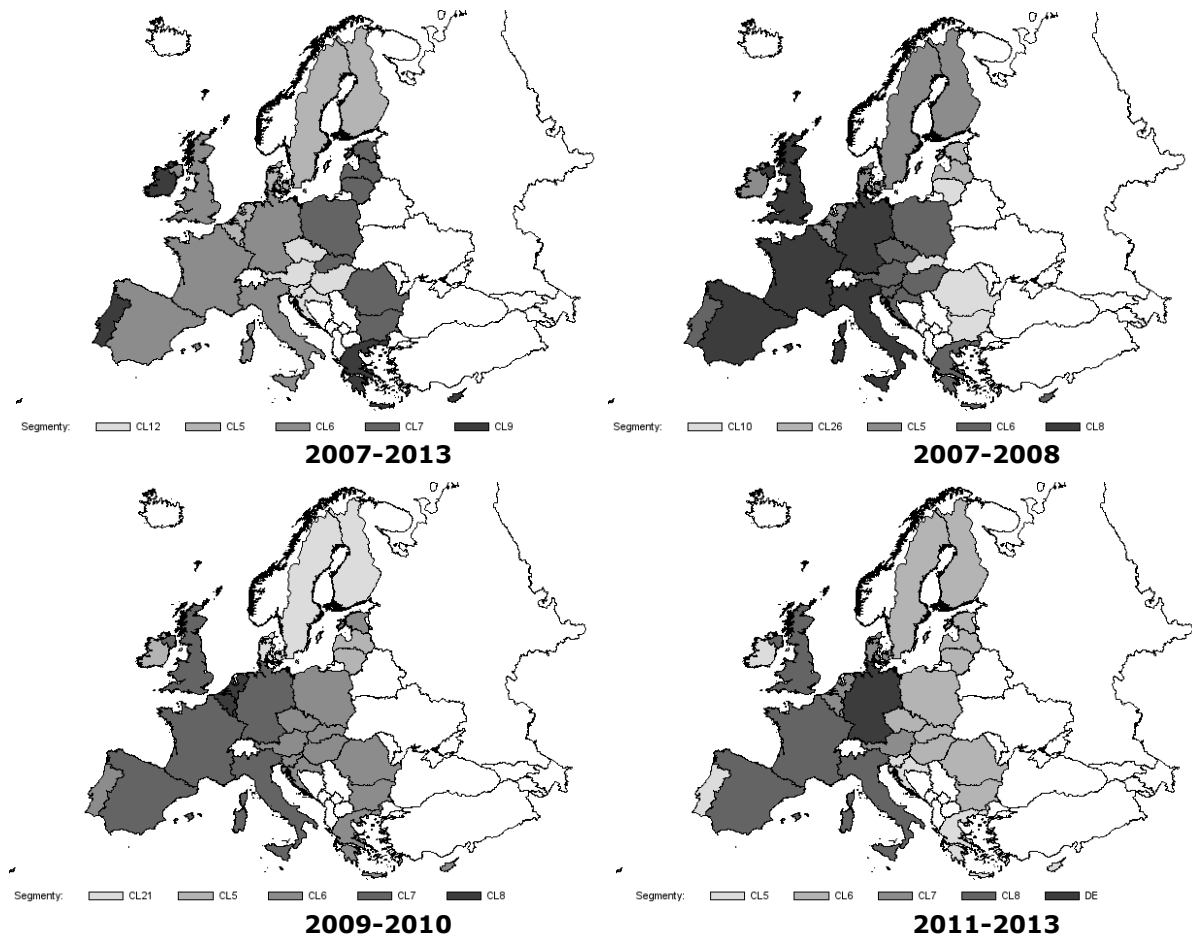 Segmenty: CL12 CL5 CL6 CL7 CL9
2007-2013
Segmenty: CL10 CL26 CL5 CL6 CL8
2007-2008
Segmenty: CL21 CL5 CL6 CL7 CL8
2009-2010
Segmenty: CL5 CL6 CL7 CL8 DE
2011-2013